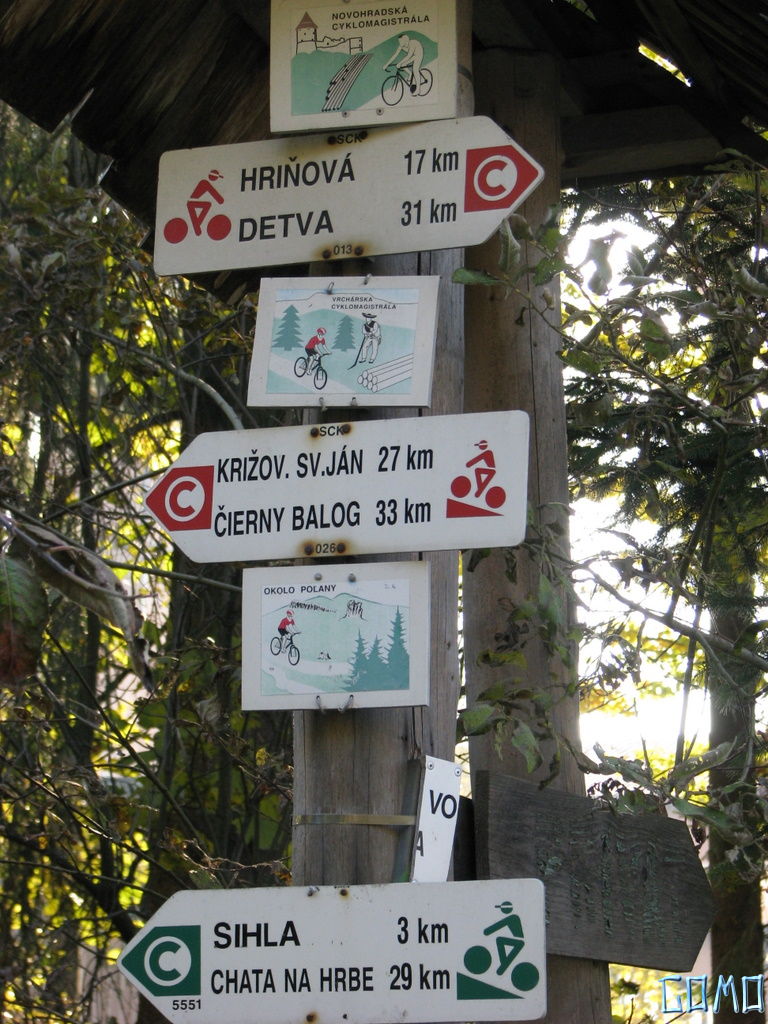 NOVOHRADSKÁ
CYKLOMAGISTRÁLA
SCK
HRIŇOVÁ 17 km
DETVA 31 km
C
013
VRCHÁRSKA
CYKLOMAGISTRÁLA
SCK
KRIŽOV. SV.JÁN 27 km
ČIERNY BALOG 33 km
C
026
OKOLO POLANY
VO
A
SIHLA 3 km
CHATA NA HRBE 29 km
C
5551
GOMO